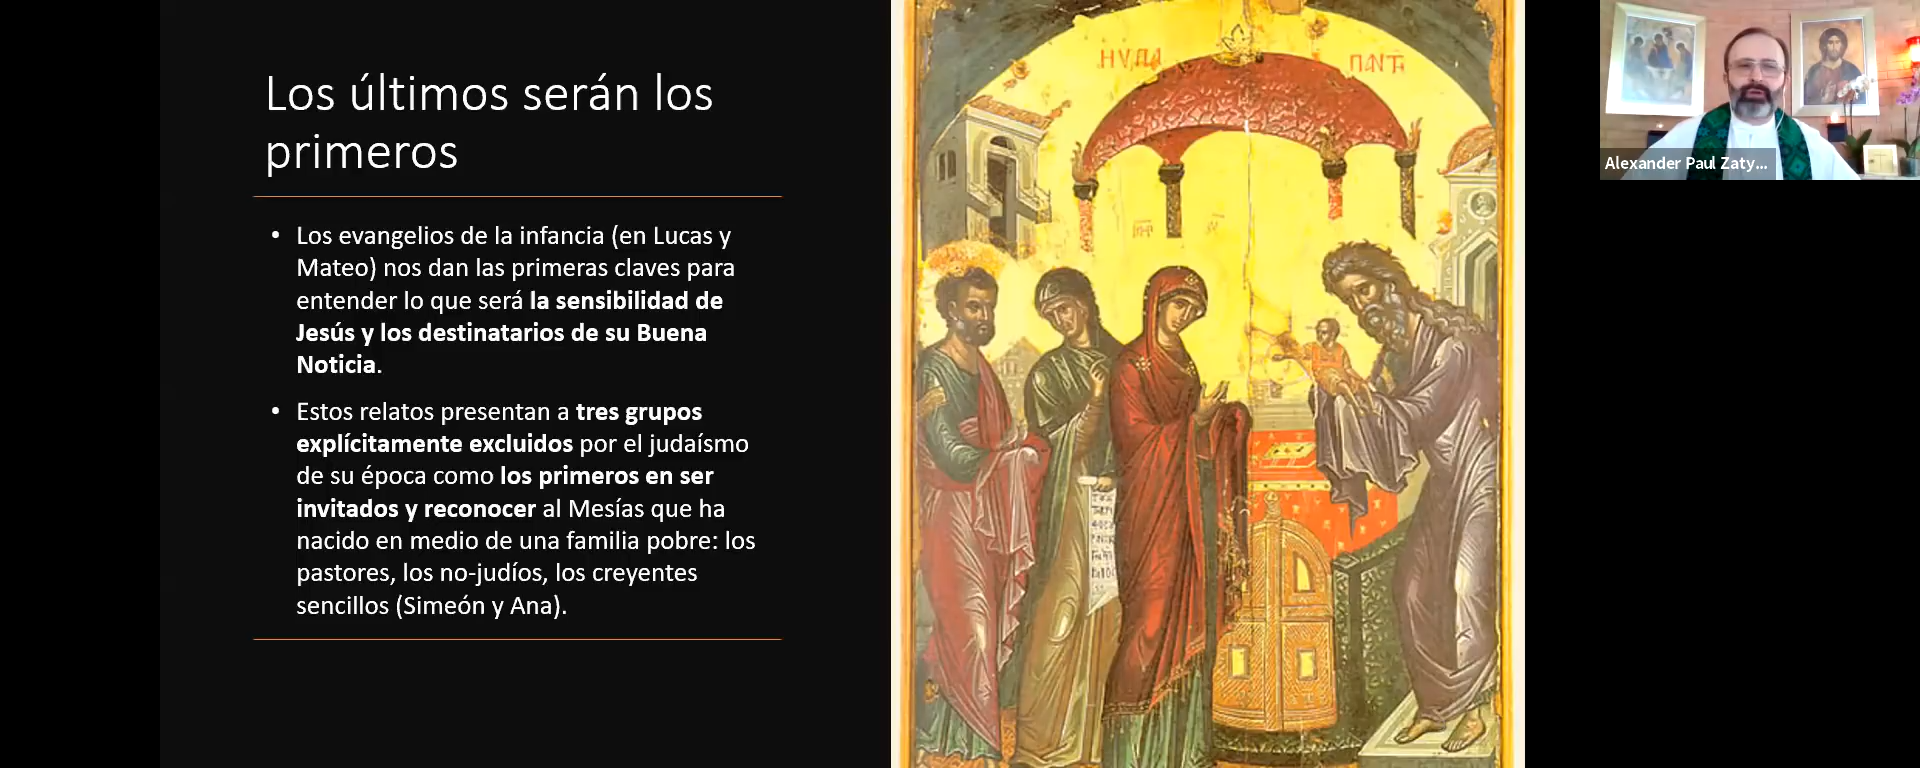 Los últimos serán los
primeros
• Los evangelios de la infancia (en Lucas y
Mateo) nos dan las primeras claves para
entender lo que será la sensibilidad de
Jesús y los destinatarios de su Buena
Noticia.
• Estos relatos presentan a tres grupos
explícitamente excluidos por el judaísmo
de su época como los primeros en ser
invitados y reconocer al Mesías que ha
nacido en medio de una familia pobre: los
pastores, los no-judíos, los creyentes
sencillos (Simeón y Ana).
Alexander Paul Zaty...